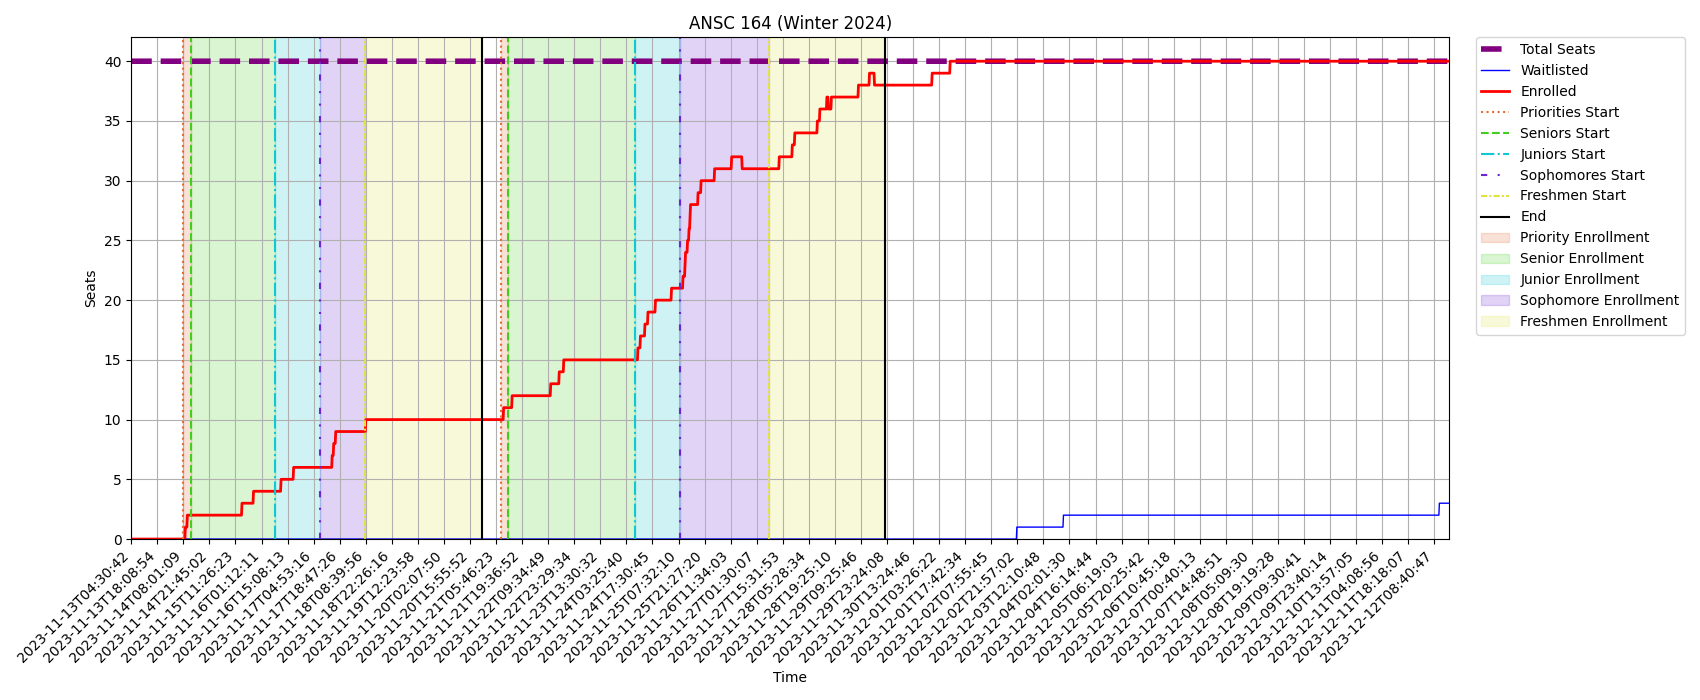 ANSC 164 (Winter 2024)
Total Seats
Waitlisted
Enrolled
Priorities Start
Seniors Start
Juniors Start
Sophomores Start
Freshmen Start
End
Priority Enrollment
Senior Enrollment
Junior Enrollment
Sophomore Enrollment
Freshmen Enrollment
Seats
40
35
30
25
20
15
10
5
0
2023-11-13T04:30:42
2023-11-13T18:08:54
2023-11-14T08:01:09
2023-11-14T21:45:02
2023-11-15T11:26:23
2023-11-16T01:12:11
2023-11-16T15:08:13
2023-11-17T04:53:16
2023-11-17T18:47:26
2023-11-18T08:39:56
2023-11-18T22:26:16
2023-11-19T12:23:58
2023-11-20T02:07:50
2023-11-20T15:55:52
2023-11-21T05:46:23
2023-11-21T19:36:52
2023-11-22T09:34:49
2023-11-22T23:29:34
2023-11-23T13:30:32
2023-11-24T03:25:40
2023-11-24T17:30:45
2023-11-25T07:32:10
2023-11-25T21:27:20
2023-11-26T11:34:03
2023-11-27T01:30:07
2023-11-27T15:31:53
2023-11-28T05:28:34
2023-11-28T19:25:10
2023-11-29T09:25:46
2023-11-29T23:24:08
2023-11-30T13:24:46
2023-12-01T03:26:22
2023-12-01T17:42:34
2023-12-02T07:55:45
2023-12-02T21:57:02
2023-12-03T12:10:48
2023-12-04T02:01:30
2023-12-04T16:14:44
2023-12-05T06:19:03
2023-12-05T20:25:42
2023-12-06T10:45:18
2023-12-07T00:40:13
2023-12-07T14:48:51
2023-12-08T05:09:30
2023-12-08T19:19:28
2023-12-09T09:30:41
2023-12-09T23:40:14
2023-12-10T13:57:05
2023-12-11T04:08:56
2023-12-11T18:18:07
2023-12-12T08:40:47
Time